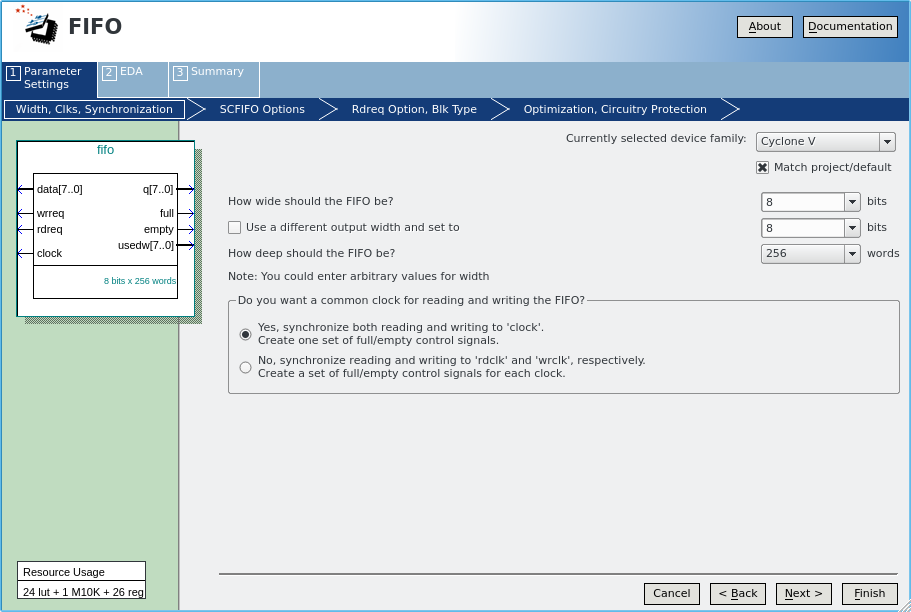 FIFO
About
Documentation
1 Parameter Settings
2 EDA
3 Summary
Width, Clks, Synchronization
SCFIFO Options
Rdreq Option, Blk Type
Optimization, Circuitry Protection
fifo
data[7..0] q[7..0]
wrreq full
rdreq empty
usedw[7..0]
clock
8 bits x 256 words
Resource Usage
24 lut + 1 M10K + 26 reg
Currently selected device family: Cyclone V
Match project/default
How wide should the FIFO be? 8 bits
Use a different output width and set to 8 bits
How deep should the FIFO be? 256 words
Note: You could enter arbitrary values for width
Do you want a common clock for reading and writing the FIFO?
Yes, synchronize both reading and writing to 'clock'.
Create one set of full/empty control signals.
No, synchronize reading and writing to 'rdclk' and 'wrclk', respectively.
Create a set of full/empty control signals for each clock.
Cancel
< Back
Next >
Finish